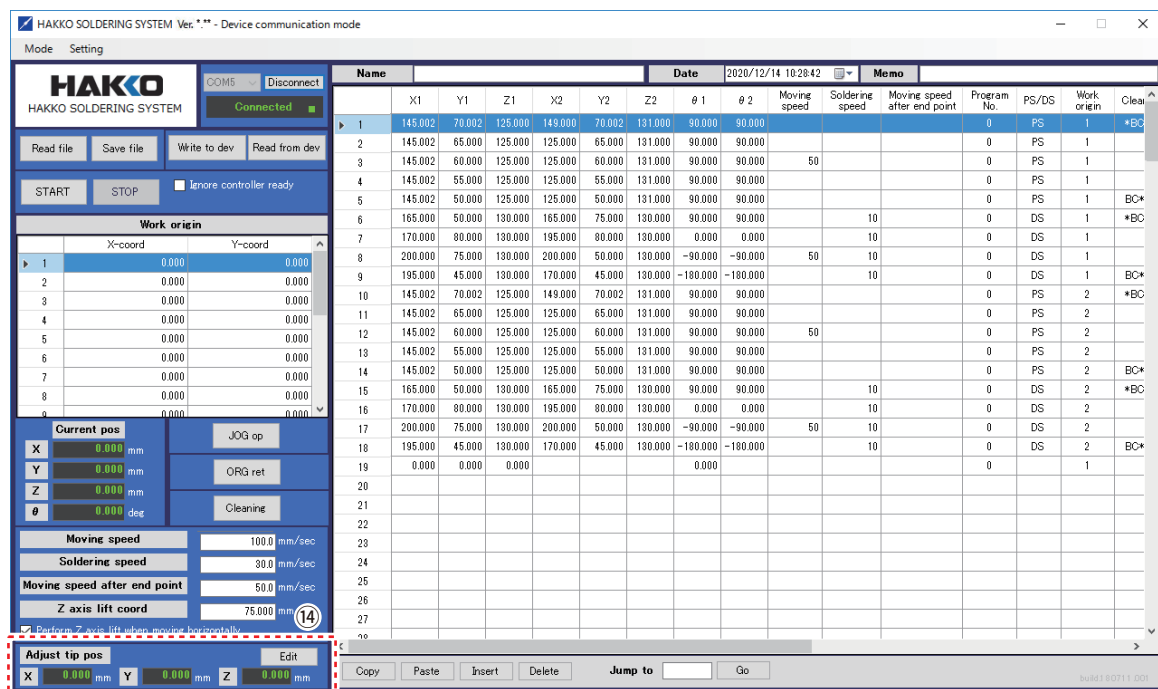 HAKKO SOLDERING SYSTEM Ver. *.** - Device communication mode
Mode Setting
HAKKO
HAKKO SOLDERING SYSTEM
COM5 Disconnect
Connected
Read file Save file Write to dev Read from dev
START STOP Ignore controller ready
Work origin
X-coord Y-coord
1 0.000 0.000
2 0.000 0.000
3 0.000 0.000
4 0.000 0.000
5 0.000 0.000
6 0.000 0.000
7 0.000 0.000
8 0.000 0.000
9 0.000 0.000
Current pos
X 0.000 mm
Y 0.000 mm
Z 0.000 mm
θ 0.000 deg
JOG op
ORG ret
Cleaning
Moving speed 100.0 mm/sec
Soldering speed 30.0 mm/sec
Moving speed after end point 50.0 mm/sec
Z axis lift coord 75.000 mm
⑭
Perform Z axis lift when moving horizontally
Adjust tip pos Edit
X 0.000 mm Y 0.000 mm Z 0.000 mm
Name Date 2020/12/14 10:28:42 Memo
X1 Y1 Z1 X2 Y2 Z2 θ 1 θ 2 Moving speed Soldering speed Moving speed after end point Program No. PS/DS Work origin Clea
1 145.002 70.002 125.000 149.000 70.002 131.000 90.000 90.000 0 PS 1 *BC
2 145.002 65.000 125.000 125.000 65.000 131.000 90.000 90.000 0 PS 1
3 145.002 60.000 125.000 125.000 60.000 131.000 90.000 90.000 50 0 PS 1
4 145.002 55.000 125.000 125.000 55.000 131.000 90.000 90.000 0 PS 1
5 145.002 50.000 125.000 125.000 50.000 131.000 90.000 90.000 0 PS 1 BC*
6 165.000 50.000 130.000 165.000 75.000 130.000 90.000 90.000 10 0 DS 1 *BC
7 170.000 80.000 130.000 195.000 80.000 130.000 0.000 0.000 10 0 DS 1
8 200.000 75.000 130.000 200.000 50.000 130.000 -90.000 -90.000 50 10 0 DS 1
9 195.000 45.000 130.000 170.000 45.000 130.000 -180.000 -180.000 10 0 DS 1 BC*
10 145.002 70.002 125.000 149.000 70.002 131.000 90.000 90.000 0 PS 2 *BC
11 145.002 65.000 125.000 125.000 65.000 131.000 90.000 90.000 0 PS 2
12 145.002 60.000 125.000 125.000 60.000 131.000 90.000 90.000 50 0 PS 2
13 145.002 55.000 125.000 125.000 55.000 131.000 90.000 90.000 0 PS 2
14 145.002 50.000 125.000 125.000 50.000 131.000 90.000 90.000 0 PS 2 BC*
15 165.000 50.000 130.000 165.000 75.000 130.000 90.000 90.000 10 0 DS 2 *BC
16 170.000 80.000 130.000 195.000 80.000 130.000 0.000 0.000 10 0 DS 2
17 200.000 75.000 130.000 200.000 50.000 130.000 -90.000 -90.000 50 10 0 DS 2
18 195.000 45.000 130.000 170.000 45.000 130.000 -180.000 -180.000 10 0 DS 2 BC*
19 0.000 0.000 0.000 0.000 0 1
20
21
22
23
24
25
26
27
28
Copy Paste Insert Delete Jump to Go